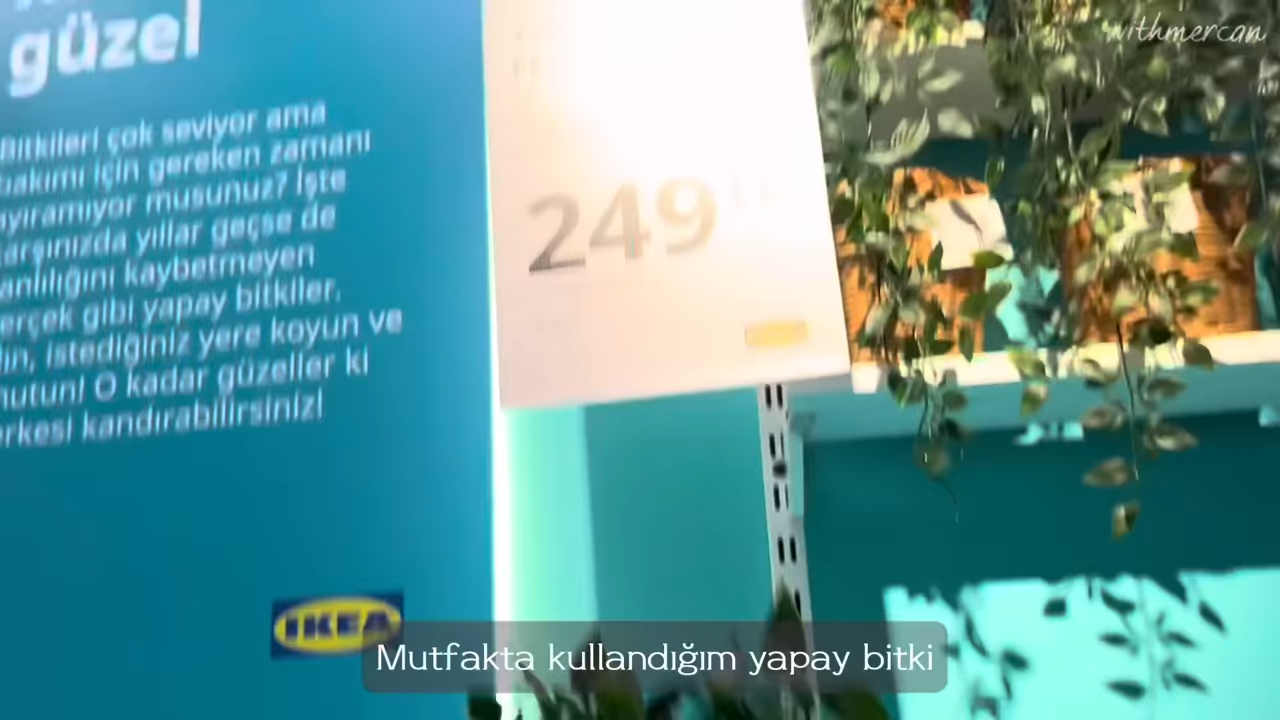 güzel
Bitkileri çok seviyor ama
bakımı için gereken zamanı
ayıramıyor musunuz? İşte
karşınızda yıllar geçse de
canlılığını kaybetmeyen
gerçek gibi yapay bitkiler.
istediğiniz yere koyun ve
unutun! O kadar güzeller ki
herkesi kandırabilirsiniz!
249
withmercan
IKEA
Mutfakta kullandığım yapay bitki